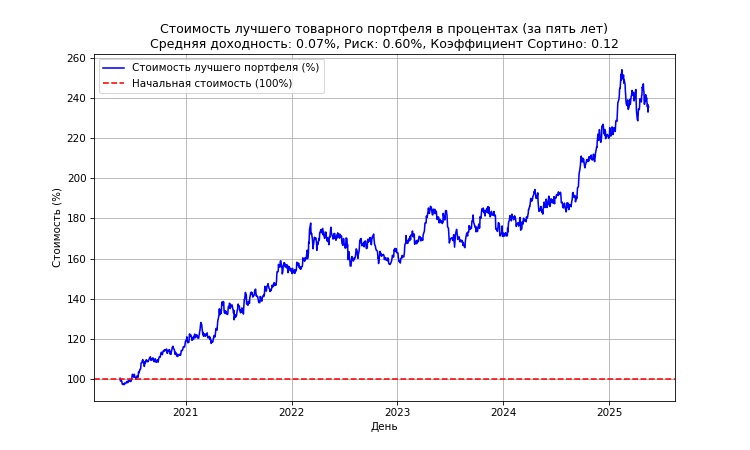 Стоимость лучшего товарного портфеля в процентах (за пять лет)
Средняя доходность: 0.07%, Риск: 0.60%, Коэффициент Сортино: 0.12
Стоимость лучшего портфеля (%)
Начальная стоимость (100%)
Стоимость (%)
260
240
220
200
180
160
140
120
100
2021 2022 2023 2024 2025
День